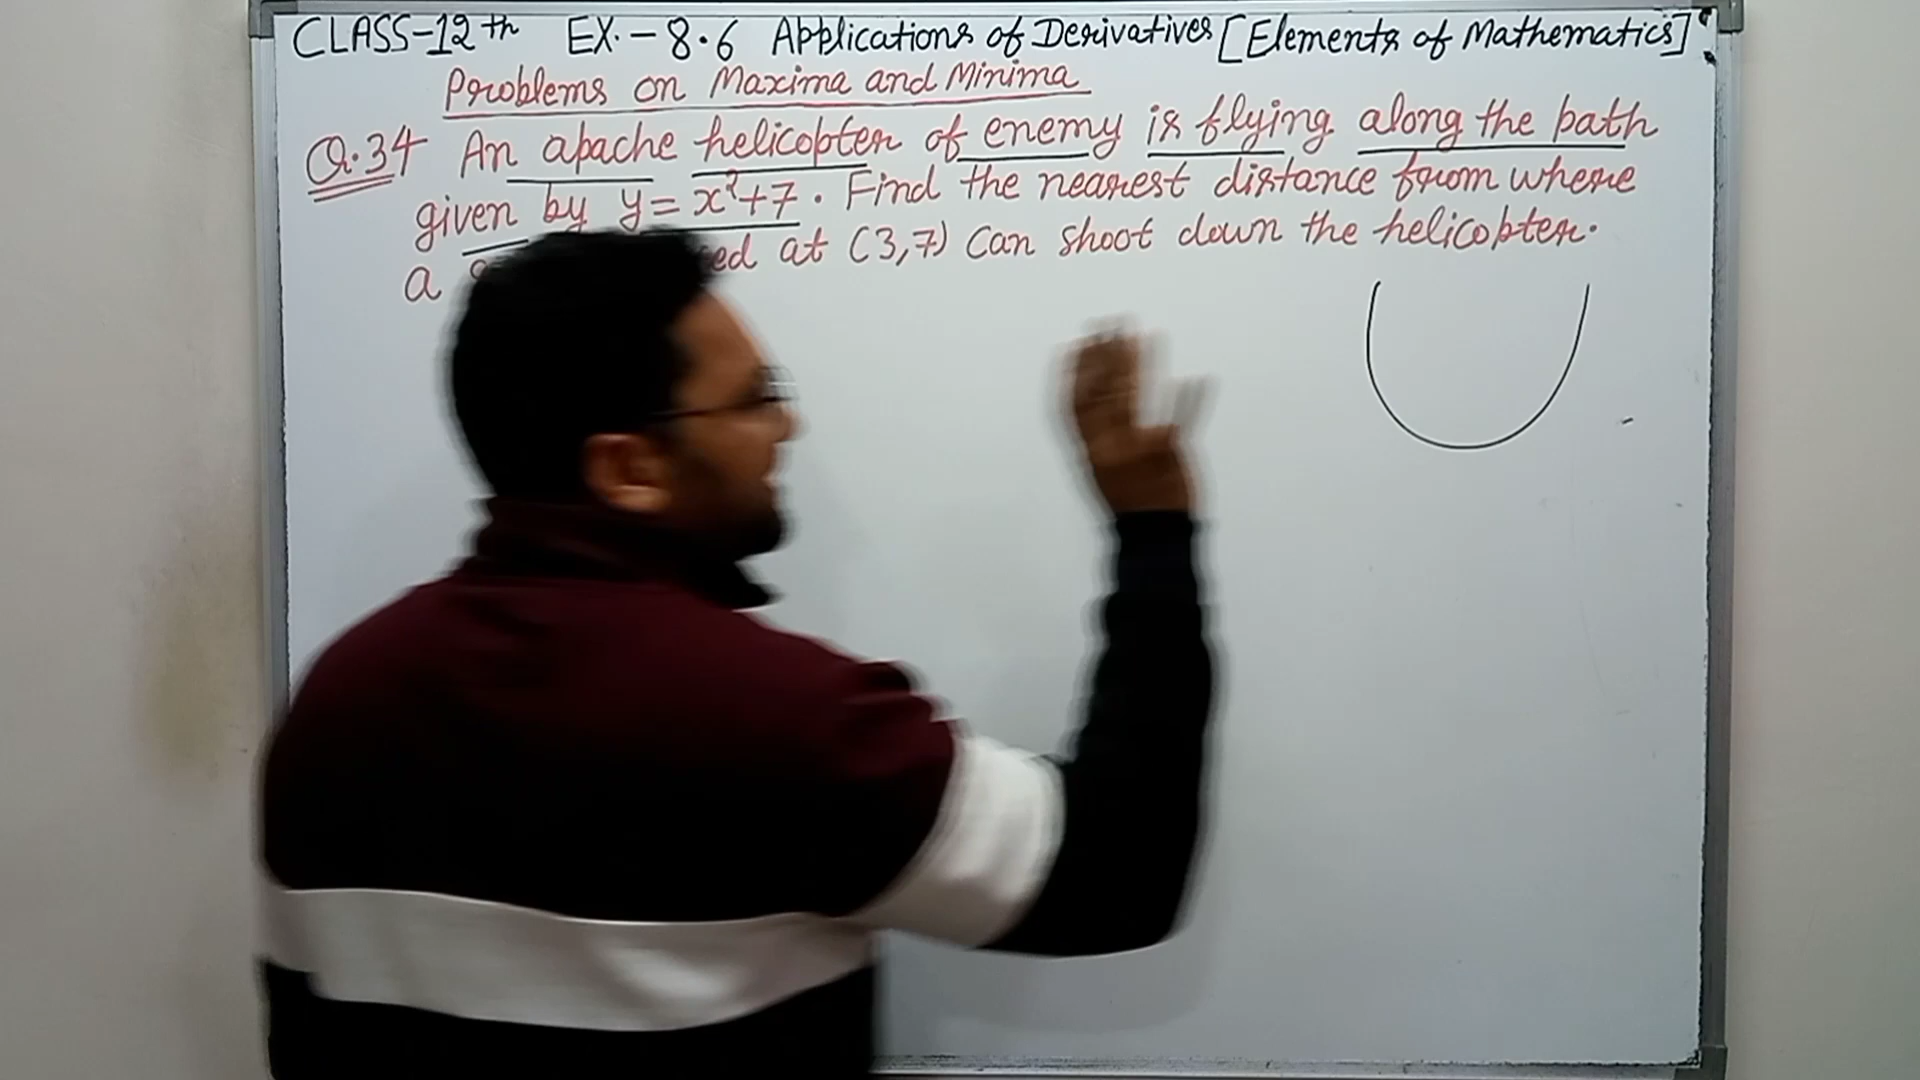 CLASS-12th EX.-8.6 Applications of Derivatives [Elements of Mathematics]
Problems on Maxima and Minima
Q.34 An apache helicopter of enemy is flying along the path
given by y = x²+7. Find the nearest distance from where
a ed at (3,7) can shoot down the helicopter.